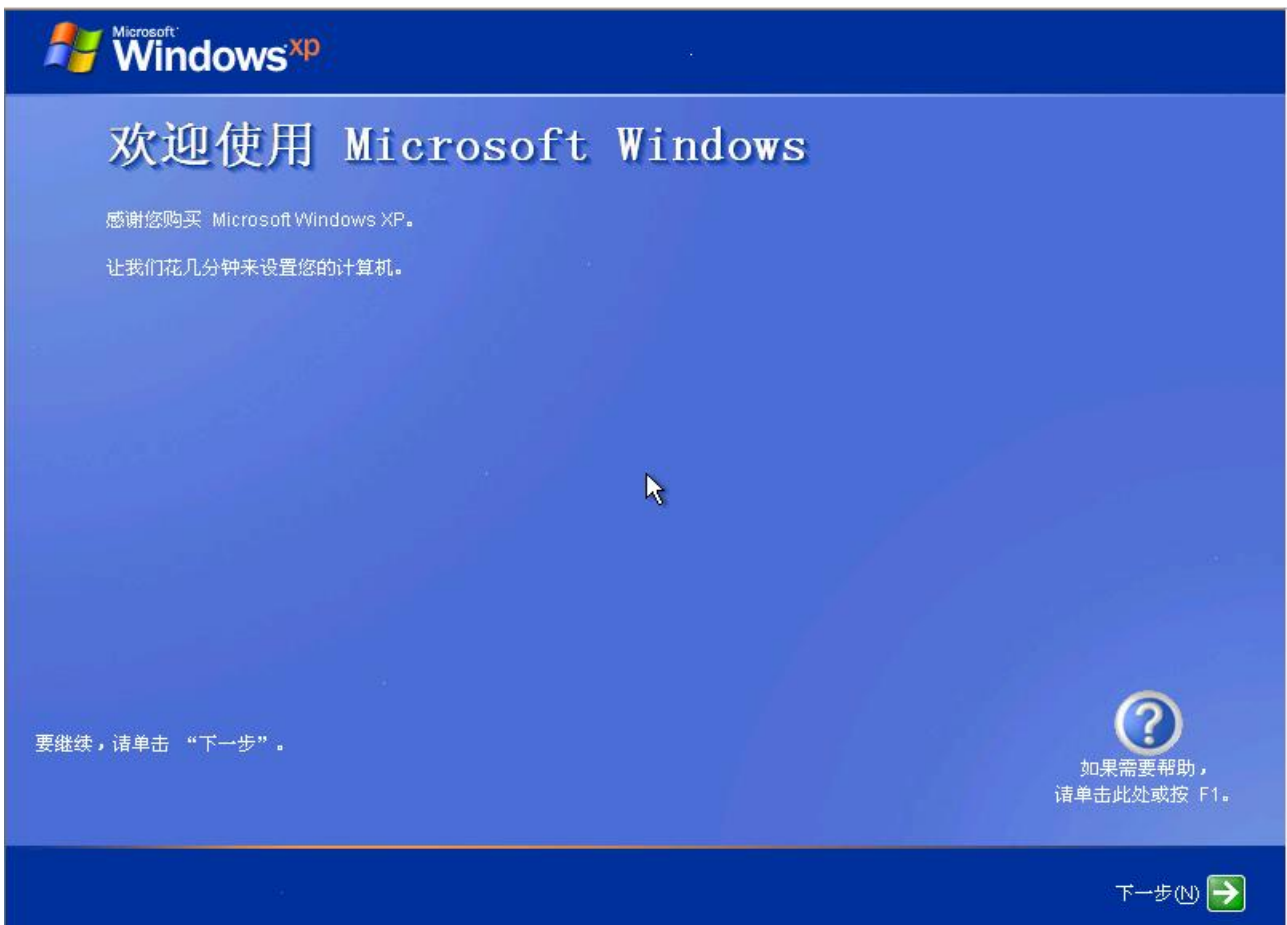 Microsoft
Windows xp
欢迎使用 Microsoft Windows
感谢您购买 Microsoft Windows XP。
让我们花几分钟来设置您的计算机。
要继续，请单击 “下一步”。
如果需要帮助，
请单击此处或按 F1。
下一步(N)